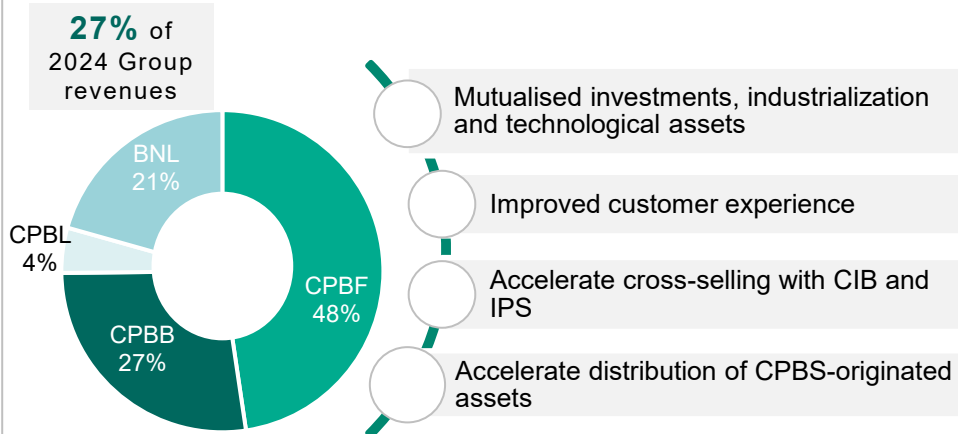 27% of
2024 Group
revenues
BNL
21%
CPBL
4%
CPBF
48%
CPBB
27%
Mutualised investments, industrialization
and technological assets
Improved customer experience
Accelerate cross-selling with CIB and
IPS
Accelerate distribution of CPBS-originated
assets